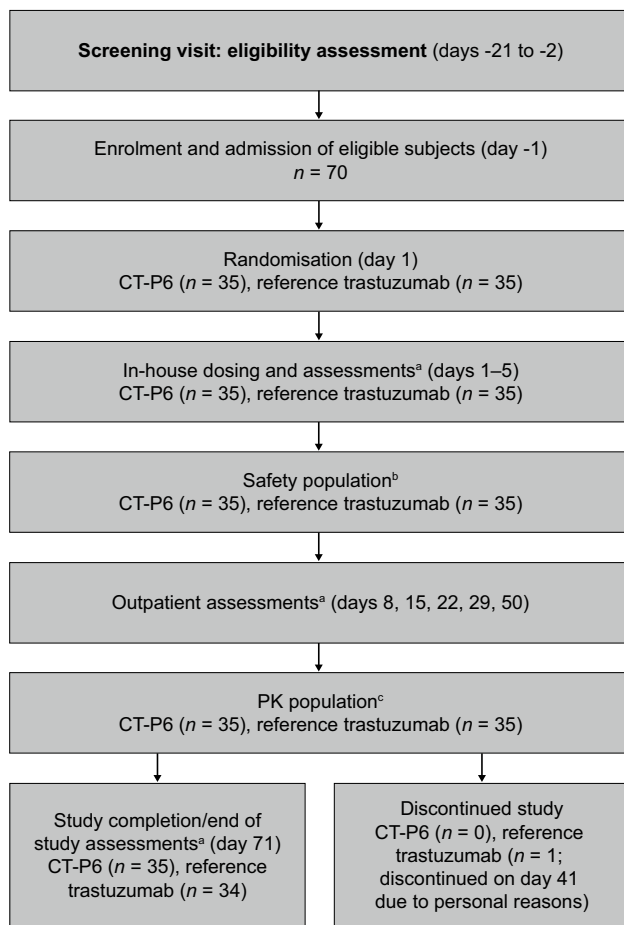 Screening visit: eligibility assessment (days -21 to -2)
Enrolment and admission of eligible subjects (day -1)
n = 70
Randomisation (day 1)
CT-P6 (n = 35), reference trastuzumab (n = 35)
In-house dosing and assessmentsᵃ (days 1–5)
CT-P6 (n = 35), reference trastuzumab (n = 35)
Safety populationᵇ
CT-P6 (n = 35), reference trastuzumab (n = 35)
Outpatient assessmentsᵃ (days 8, 15, 22, 29, 50)
PK populationᶜ
CT-P6 (n = 35), reference trastuzumab (n = 35)
Study completion/end of
study assessmentsᵃ (day 71)
CT-P6 (n = 35), reference
trastuzumab (n = 34)
Discontinued study
CT-P6 (n = 0), reference
trastuzumab (n = 1;
discontinued on day 41
due to personal reasons)